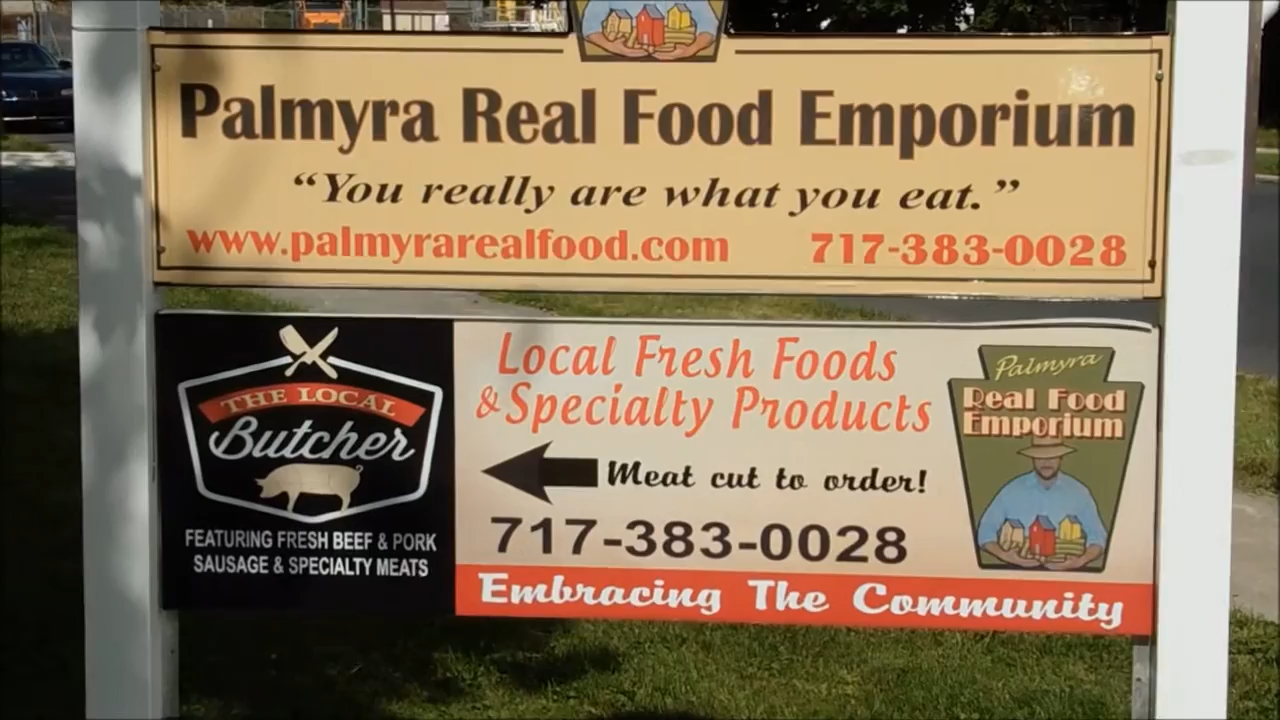 Palmyra Real Food Emporium
“You really are what you eat.”
www.palmyrarealfood.com 717-383-0028
THE LOCAL
Butcher
FEATURING FRESH BEEF & PORK
SAUSAGE & SPECIALTY MEATS
Local Fresh Foods
& Specialty Products
Meat cut to order!
717-383-0028
Embracing The Community
Palmyra
Real Food
Emporium